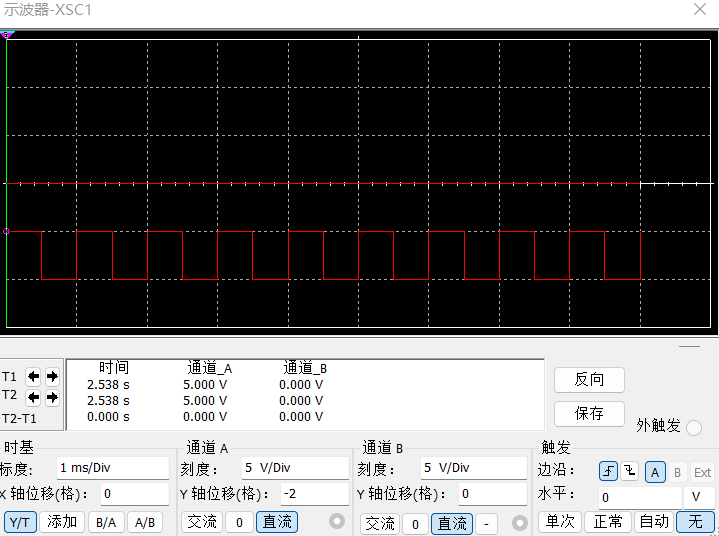 示波器-XSC1
时间 通道_A 通道_B
T1 2.538 s 5.000 V 0.000 V
T2 2.538 s 5.000 V 0.000 V
T2-T1 0.000 s 0.000 V 0.000 V
反向
保存
外触发
时基 通道 A 通道 B 触发
标度: 1 ms/Div 刻度: 5 V/Div 刻度: 5 V/Div 边沿: A B Ext
X 轴位移(格): 0 Y 轴位移(格): -2 Y 轴位移(格): 0 水平: 0 V
Y/T 添加 B/A A/B 交流 0 直流 交流 0 直流 - 单次 正常 自动 无